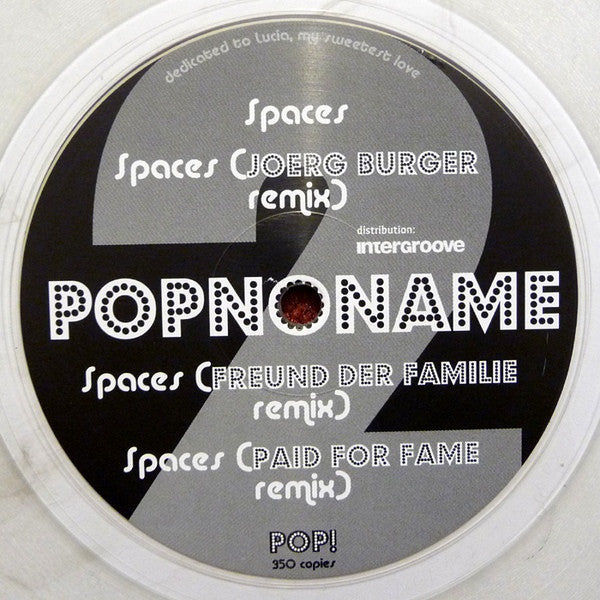 dedicated to Lucia, my sweetest love
Spaces
Spaces (JOERG BURGER
remix)
distribution:
intergroove
POPNONAME
2
Spaces (FREUND DER FAMILIE
remix)
Spaces (PAID FOR FAME
remix)
POP!
350 copies